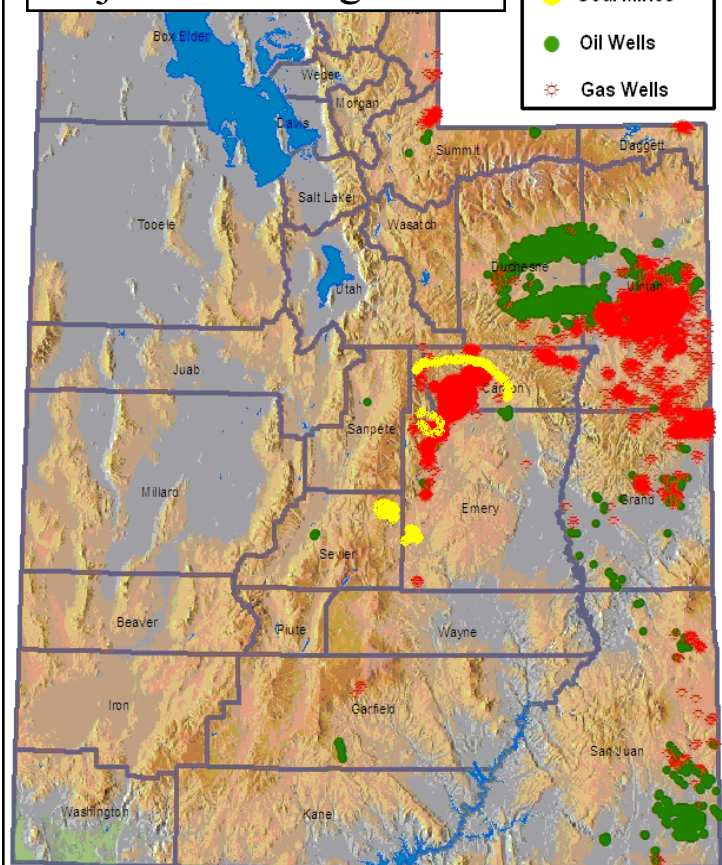 Oil Wells
Gas Wells
Box Elder
Weber
Morgan
Davis
Summit
Daggett
Salt Lake
Tooele
Wasatch
Duchesne
Uintah
Utah
Juab
Carbon
Sanpete
Millard
Emery
Grand
Sevier
Beaver
Piute
Wayne
Iron
Garfield
San Juan
Washington
Kane